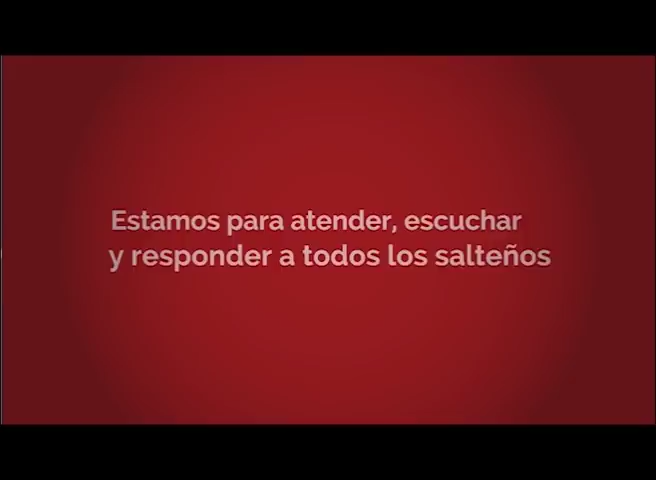 Estamos para atender, escuchar
y responder a todos los salteños